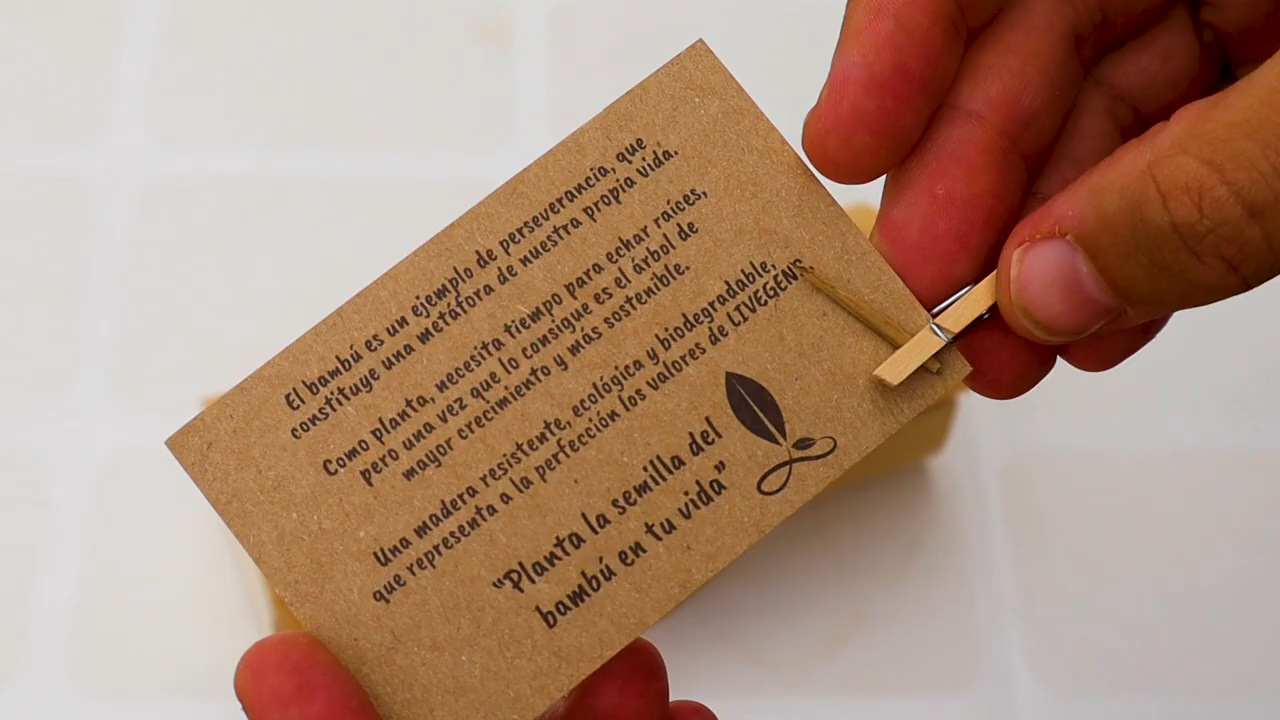 El bambú es un ejemplo de perseverancia, que
constituye una metáfora de nuestra propia vida.
Como planta, necesita tiempo para echar raíces,
pero una vez que lo consigue es el árbol de
mayor crecimiento y más sostenible.
Una madera resistente, ecológica y biodegradable,
que representa a la perfección los valores de LIVEGENS
"Planta la semilla del
bambú en tu vida"